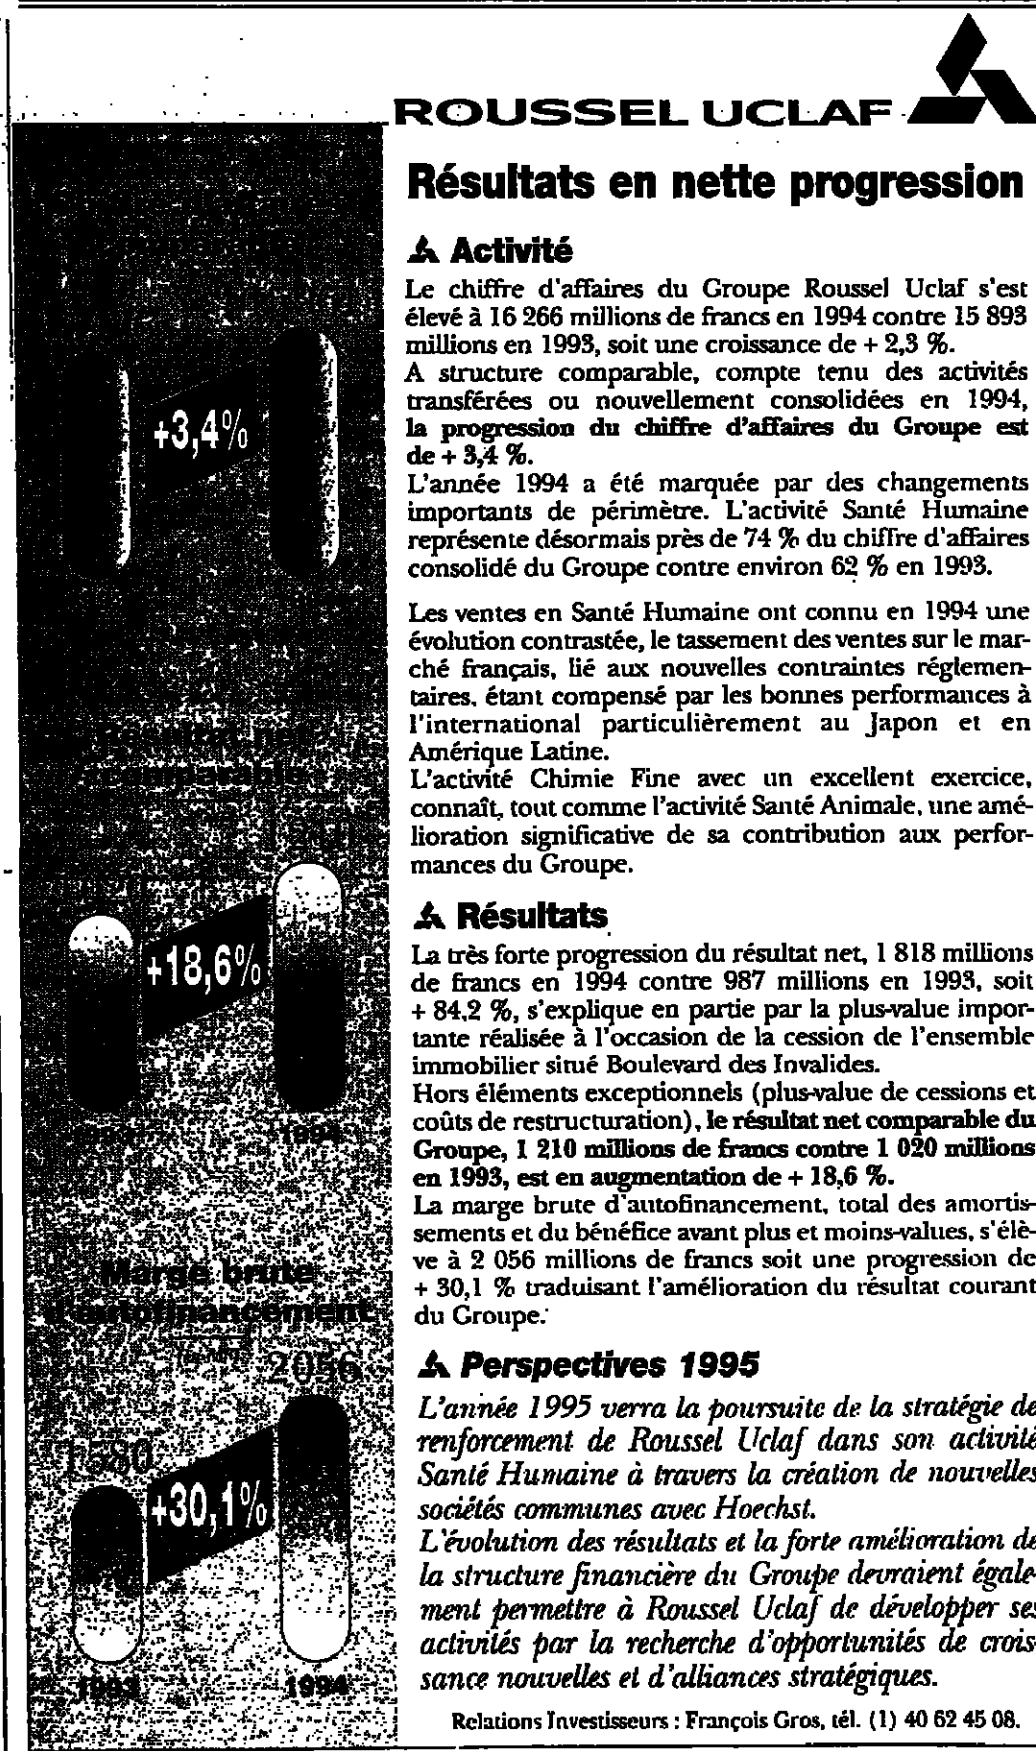 ROUSSEL UCLAF
Résultats en nette progression
Activité
Le chiffre d'affaires du Groupe Roussel Uclaf s'est
élevé à 16 266 millions de francs en 1994 contre 15 893
millions en 1993, soit une croissance de + 2,3 %.
A structure comparable, compte tenu des activités
transférées ou nouvellement consolidées en 1994,
la progression du chiffre d'affaires du Groupe est
de + 3,4 %.
L'année 1994 a été marquée par des changements
importants de périmètre. L'activité Santé Humaine
représente désormais près de 74 % du chiffre d'affaires
consolidé du Groupe contre environ 62 % en 1993.
Les ventes en Santé Humaine ont connu en 1994 une
évolution contrastée, le tassement des ventes sur le mar-
ché français, lié aux nouvelles contraintes réglemen-
taires, étant compensé par les bonnes performances à
l'international particulièrement au Japon et en
Amérique Latine.
L'activité Chimie Fine avec un excellent exercice,
connaît, tout comme l'activité Santé Animale, une amé-
lioration significative de sa contribution aux perfor-
mances du Groupe.
Résultats
La très forte progression du résultat net, 1 818 millions
de francs en 1994 contre 987 millions en 1993, soit
+ 84,2 %, s'explique en partie par la plus-value impor-
tante réalisée à l'occasion de la cession de l'ensemble
immobilier situé Boulevard des Invalides.
Hors éléments exceptionnels (plus-value de cessions et
coûts de restructuration), le résultat net comparable du
Groupe, 1 210 millions de francs contre 1 020 millions
en 1993, est en augmentation de + 18,6 %.
La marge brute d'autofinancement, total des amortis-
sements et du bénéfice avant plus et moins-values, s'élè-
ve à 2 056 millions de francs soit une progression de
+ 30,1 % traduisant l'amélioration du résultat courant
du Groupe.
Perspectives 1995
L'année 1995 verra la poursuite de la stratégie de
renforcement de Roussel Uclaf dans son activité
Santé Humaine à travers la création de nouvelles
sociétés communes avec Hoechst.
L'évolution des résultats et la forte amélioration de
la structure financière du Groupe devraient égale-
ment permettre à Roussel Uclaf de développer ses
activités par la recherche d'opportunités de crois-
sance nouvelles et d'alliances stratégiques.
Relations Investisseurs : François Gros, tél. (1) 40 62 45 08.
comparable
+3,4%
Résultat net
comparable
+18,6%
1993 1994
Marge brute
d'autofinancement
2056
1580
+30,1%
1993 1994